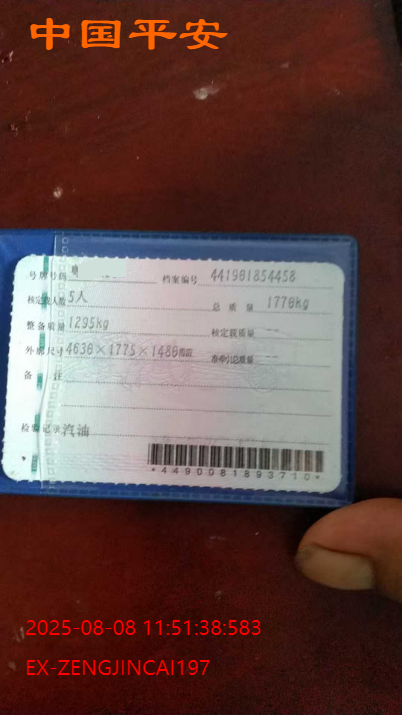 中国平安
号牌号码 粤 档案编号 441901854458
核定载人数 5人 总质量 1770kg
整备质量 1295kg 核定载质量 --
外廓尺寸 4630×1775×1480mm 准牵引总质量 --
备 注
检验记录 汽油
*4490081893710*
2025-08-08 11:51:38:583
EX-ZENGJINCAI197